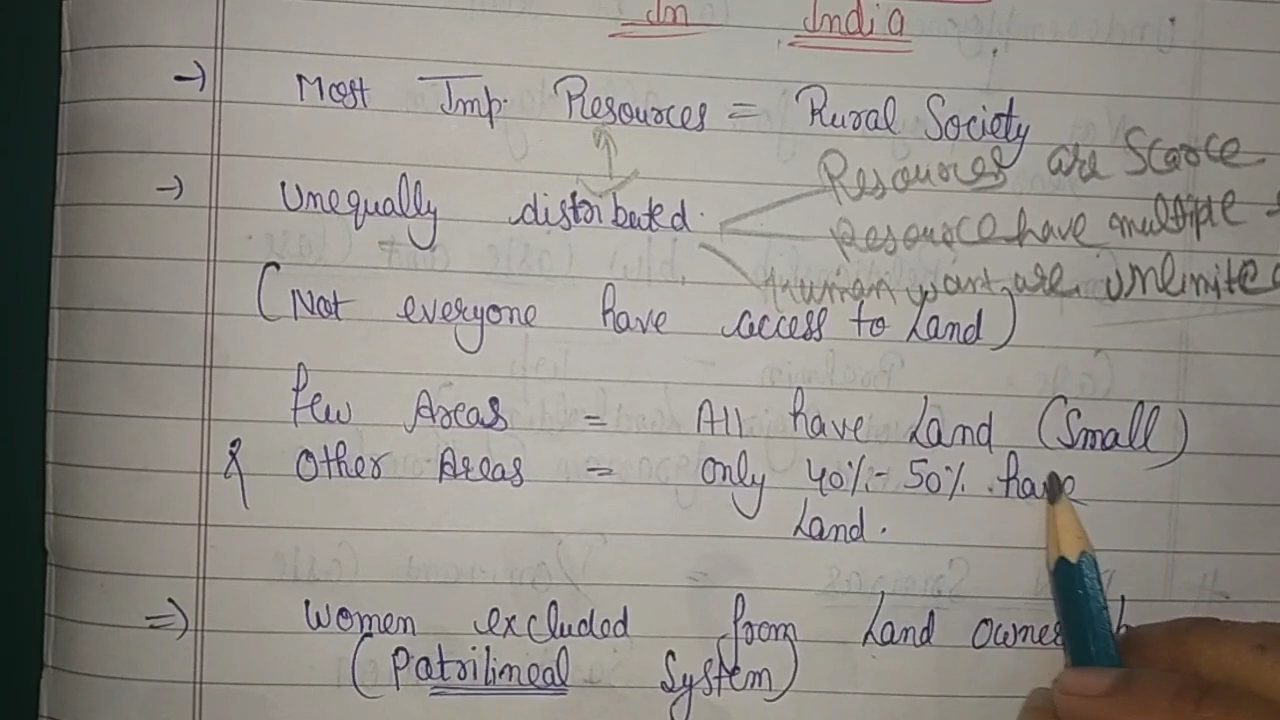 In India
→ Most Imp. Resources = Rural Society
Resources are Scarce
→ Unequally distributed.
Resource have multiple
Human want are unlimite
(Not everyone have access to Land)
Few Areas = All have Land (Small)
& Other Areas = only 40%-50% have
Land.
⇒ Women excluded from Land
(Patrilineal System)